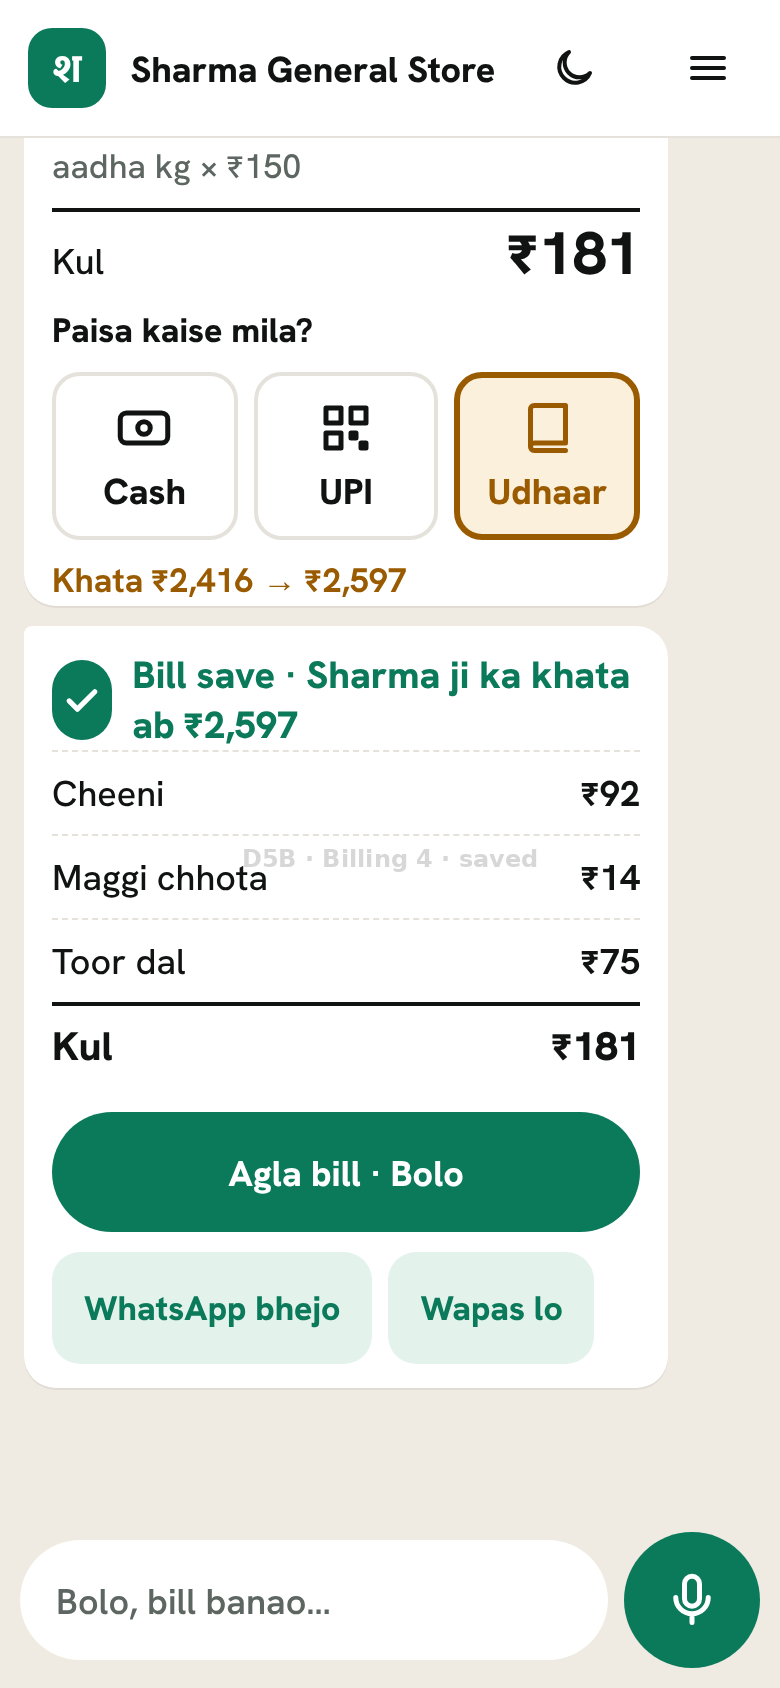 श
Sharma General Store
aadha kg × ₹150
Kul ₹181
Paisa kaise mila?
Cash UPI Udhaar
Khata ₹2,416 → ₹2,597
Bill save · Sharma ji ka khata
ab ₹2,597
Cheeni ₹92
D5B · Billing 4 · saved
Maggi chhota ₹14
Toor dal ₹75
Kul ₹181
Agla bill · Bolo
WhatsApp bhejo Wapas lo
Bolo, bill banao...